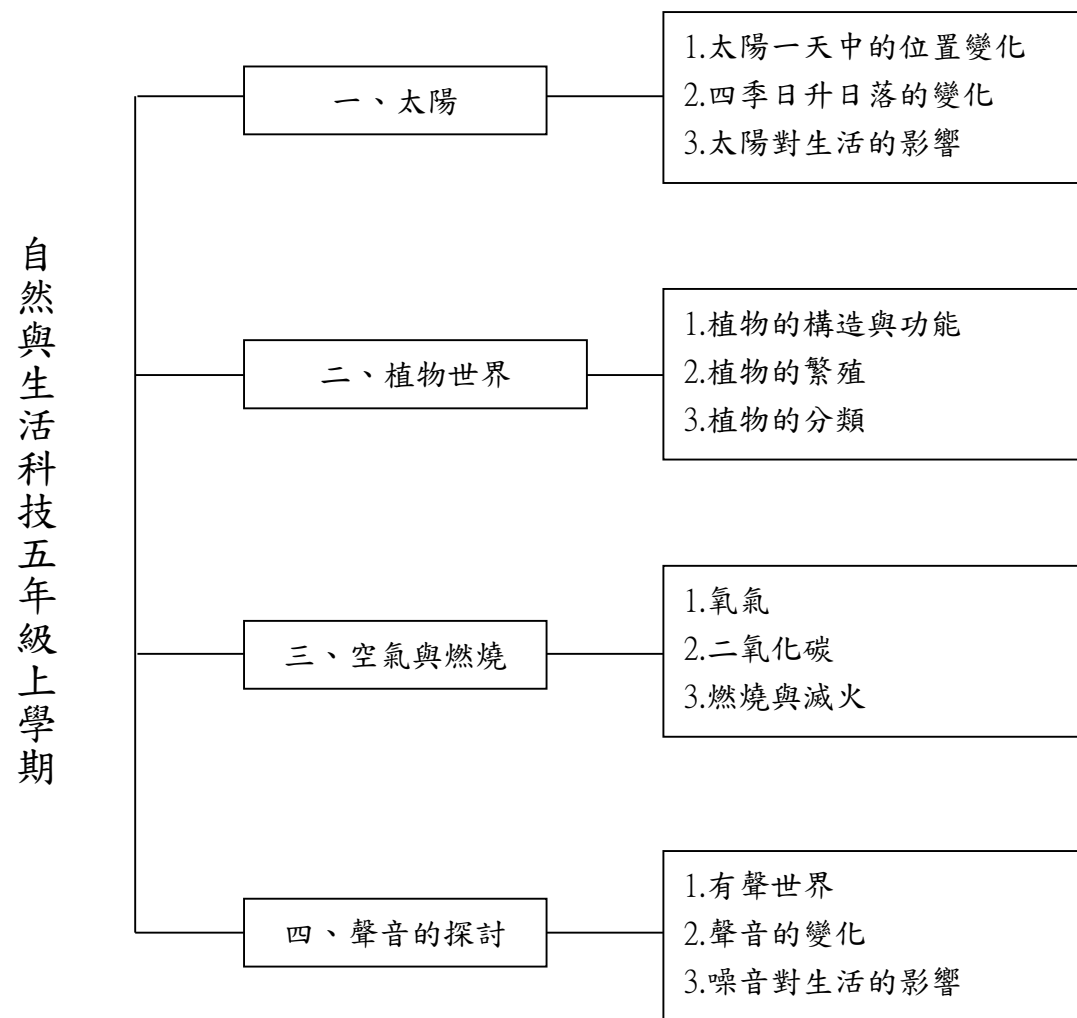 自然與生活科技五年級上學期
一、太陽
1.太陽一天中的位置變化
2.四季日升日落的變化
3.太陽對生活的影響
二、植物世界
1.植物的構造與功能
2.植物的繁殖
3.植物的分類
三、空氣與燃燒
1.氧氣
2.二氧化碳
3.燃燒與滅火
四、聲音的探討
1.有聲世界
2.聲音的變化
3.噪音對生活的影響